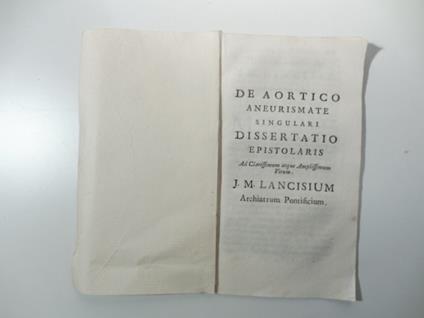 DE AORTICO
ANEURISMATE
SINGULARI
DISSERTATIO
EPISTOLARIS
Ad Clarissimum atque Amplissimum
Virum.
J. M. LANCISIUM
Archiatrum Pontificium.